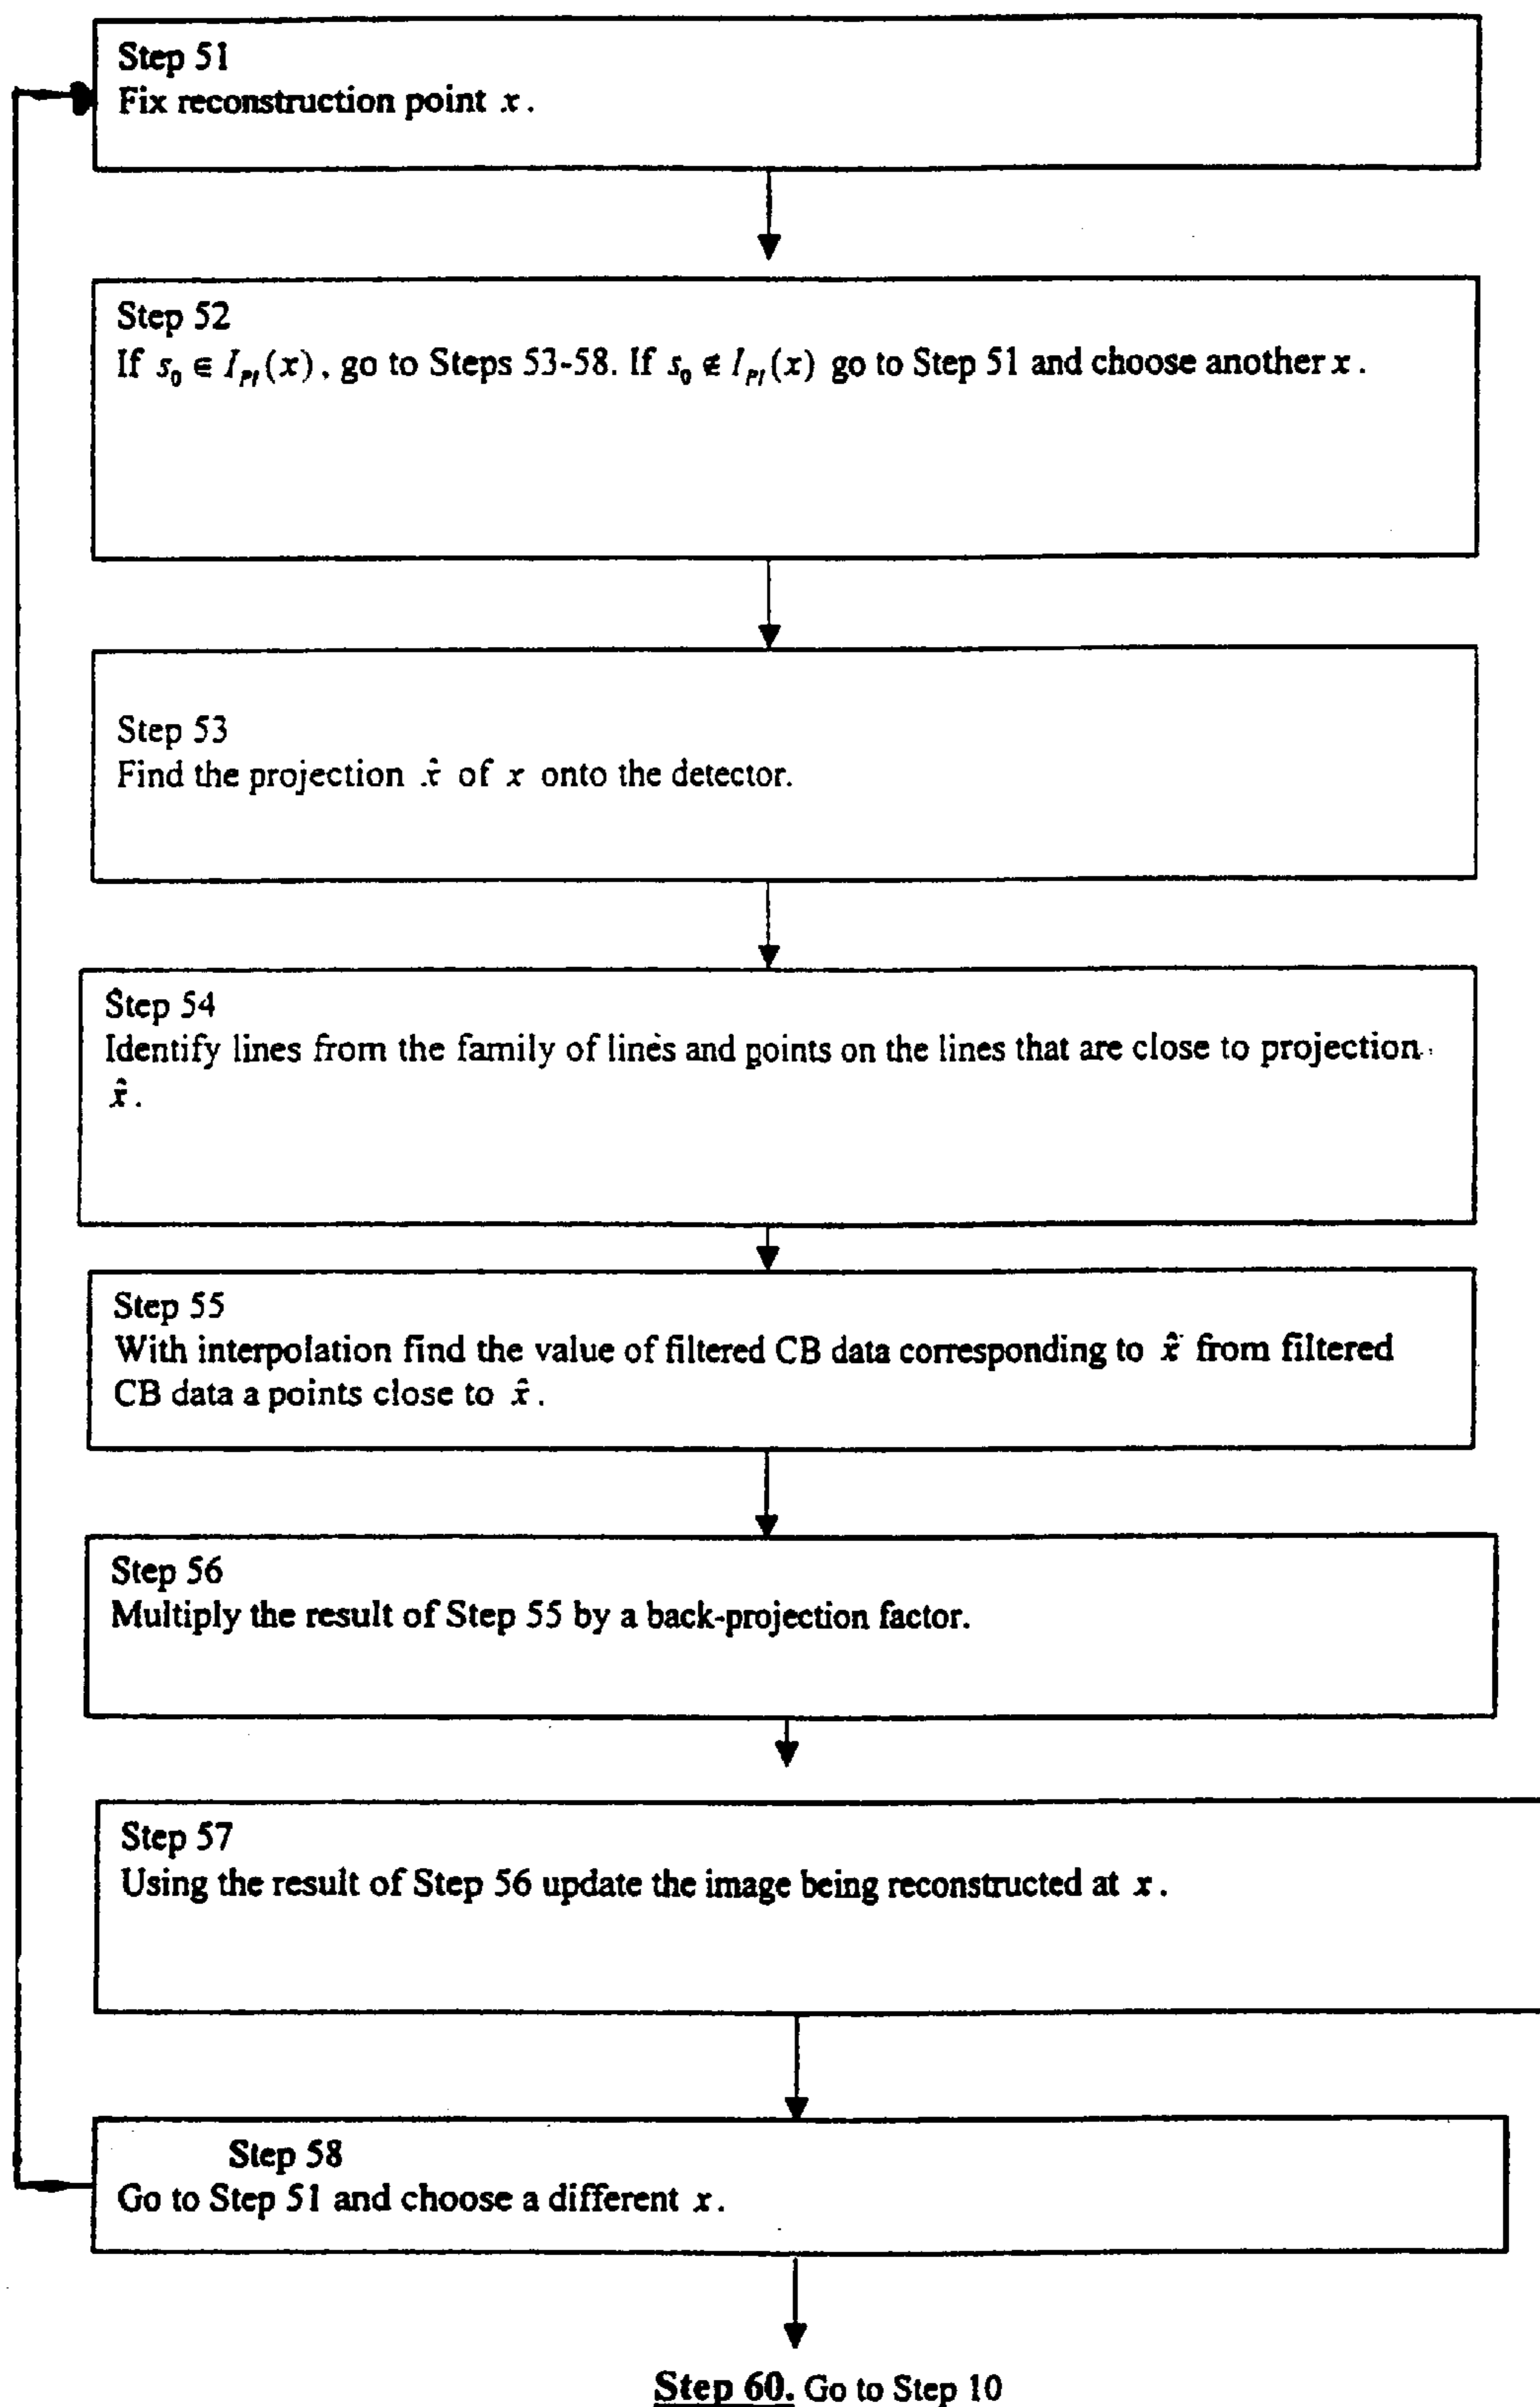 Step 51
Fix reconstruction point x.
Step 52
If s₀ ∈ I_PI(x), go to Steps 53-58. If s₀ ∉ I_PI(x) go to Step 51 and choose another x.
Step 53
Find the projection x̂ of x onto the detector.
Step 54
Identify lines from the family of lines and points on the lines that are close to projection
x̂.
Step 55
With interpolation find the value of filtered CB data corresponding to x̂ from filtered
CB data a points close to x̂.
Step 56
Multiply the result of Step 55 by a back-projection factor.
Step 57
Using the result of Step 56 update the image being reconstructed at x.
Step 58
Go to Step 51 and choose a different x.
Step 60. Go to Step 10